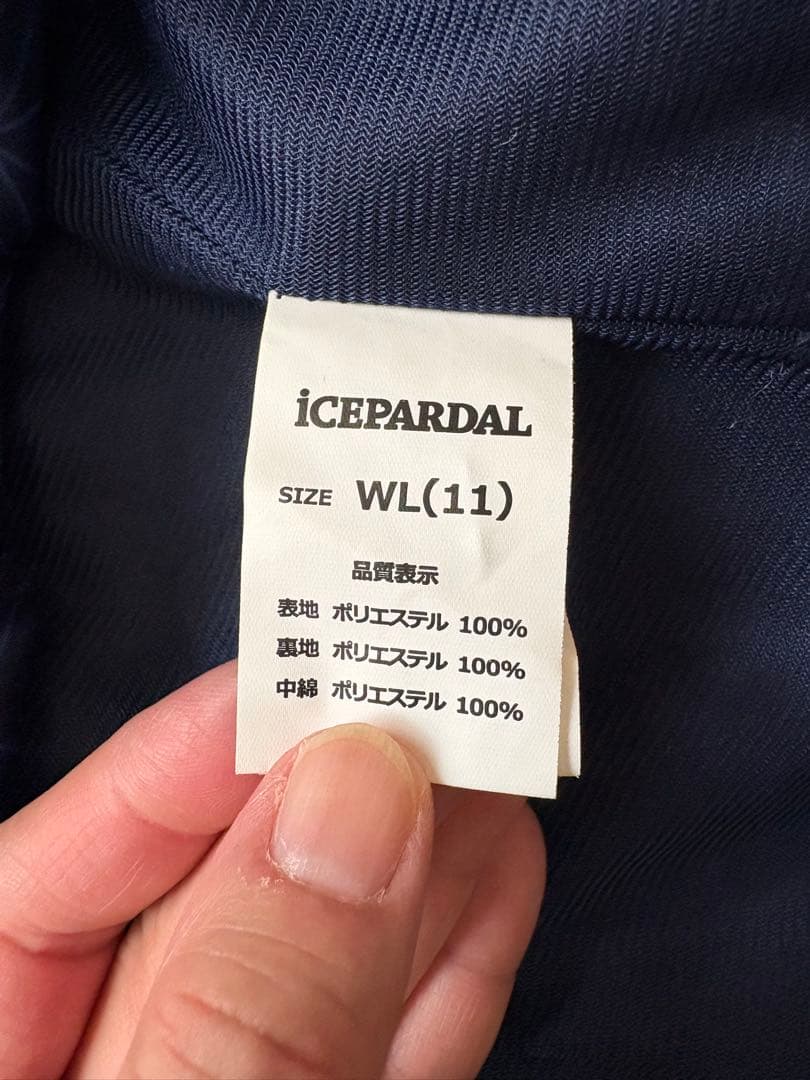 iCEPARDAL
SIZE WL(11)
品質表示
表地 ポリエステル 100%
裏地 ポリエステル 100%
中綿 ポリエステル 100%